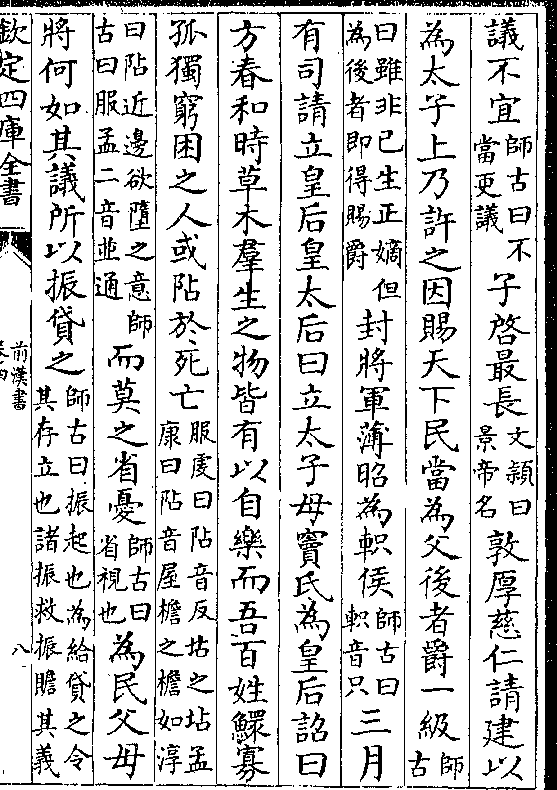 議不宜師古曰不當更議子啓最長文頴曰景帝名敦厚慈仁請建以
為太子上乃許之因賜天下民當為父後者爵一級師古
曰雖非己生正嫡但為後者即得賜爵封將軍薄昭為軹侯師古曰軹音只三月
有司請立皇后皇太后曰立太子母竇氏為皇后詔曰
方春和時草木羣生之物皆有以自樂而吾百姓鰥寡
孤獨窮困之人或阽於死亡服虔曰阽音反坫之坫孟康曰阽音屋檐之檐如淳
曰阽近邊欲墮之意師古曰服孟二音並通而莫之省憂師古曰省視也為民父母
將何如其議所以振貸之師古曰振起也為給貸之令其存立也諸振救振贍其義
欽定四庫全書
前漢書
八